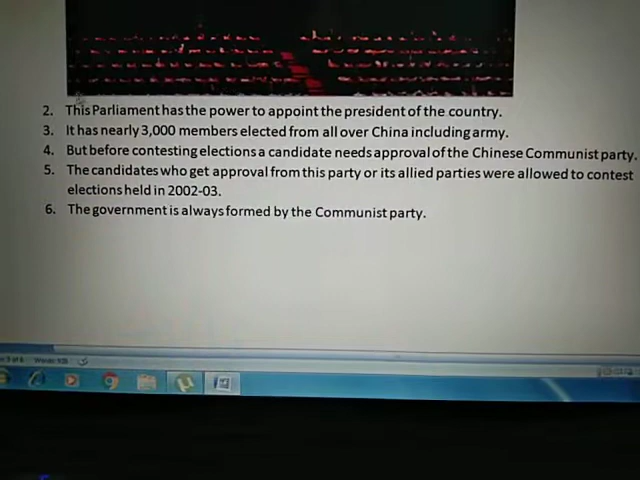 2. This Parliament has the power to appoint the president of the country.
3. It has nearly 3,000 members elected from all over China including army.
4. But before contesting elections a candidate needs approval of the Chinese Communist party.
5. The candidates who get approval from this party or its allied parties were allowed to contest
elections held in 2002-03.
6. The government is always formed by the Communist party.